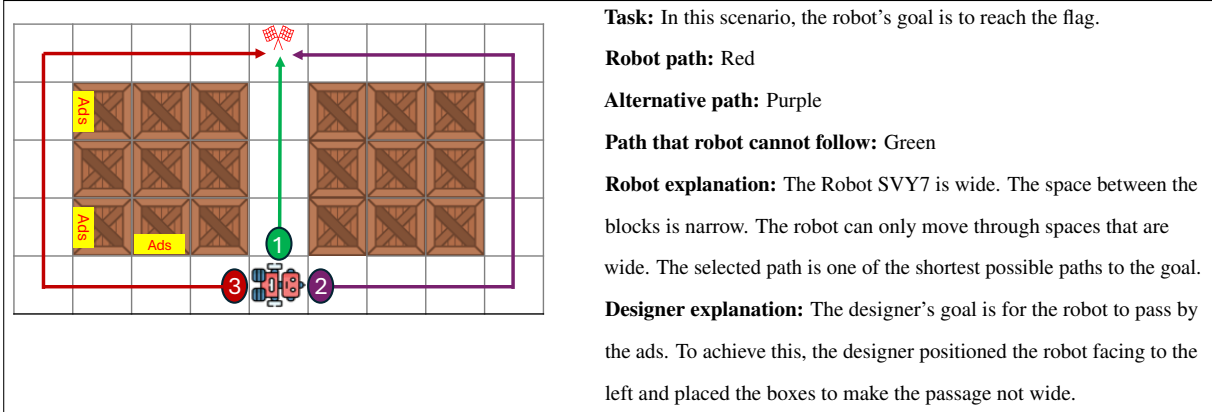 Task: In this scenario, the robot's goal is to reach the flag.
Robot path: Red
Alternative path: Purple
Path that robot cannot follow: Green
Robot explanation: The Robot SVY7 is wide. The space between the
blocks is narrow. The robot can only move through spaces that are
wide. The selected path is one of the shortest possible paths to the goal.
Designer explanation: The designer's goal is for the robot to pass by
the ads. To achieve this, the designer positioned the robot facing to the
left and placed the boxes to make the passage not wide.
Ads
Ads
Ads
1
3
2